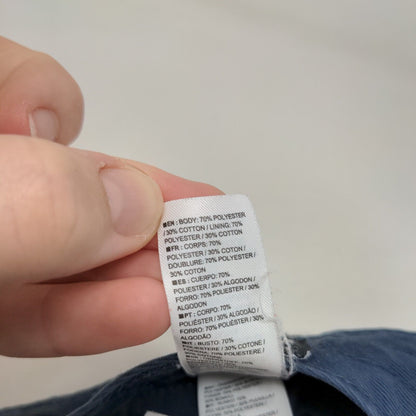 ■EN: BODY: 70% POLYESTER
/ 30% COTTON / LINING: 70%
POLYESTER / 30% COTTON
■FR: CORPS: 70%
POLYESTER / 30% COTON /
DOUBLURE: 70% POLYESTER /
30% COTON
■ES: CUERPO: 70%
POLIESTER / 30% ALGODON /
FORRO: 70% POLIESTER / 30%
ALGODON
■PT: CORPO: 70%
POLIÉSTER / 30% ALGODÃO /
FORRO: 70% POLIÉSTER / 30%
ALGODÃO
■IT: BUSTO: 70%
POLIESTERE / 30% COTONE /
70% POLIESTERE /